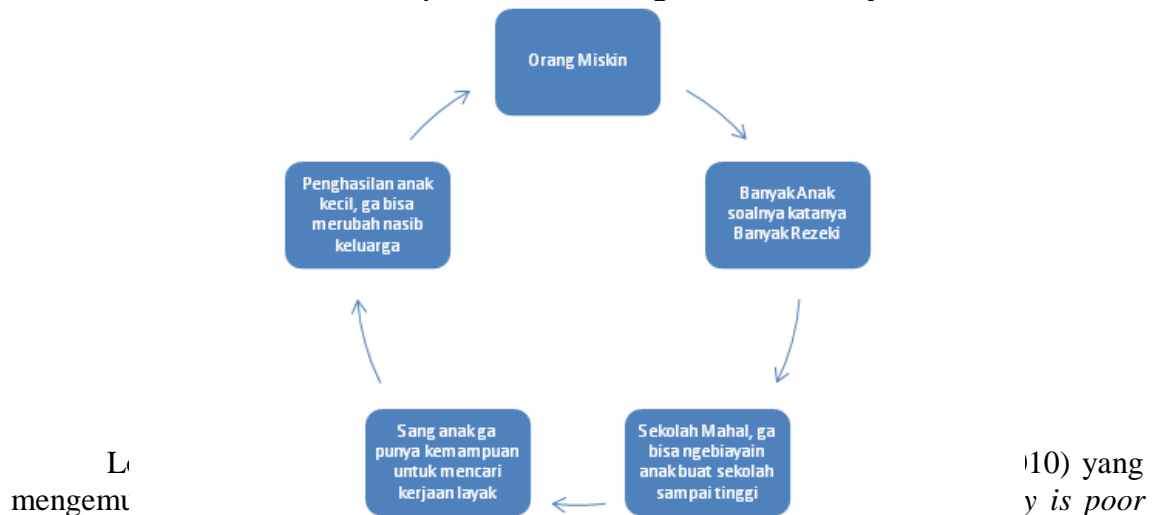 Orang Miskin
Banyak Anak
soalnya katanya
Banyak Rezeki
Sekolah Mahal, ga
bisa ngebiayain
anak buat sekolah
sampai tinggi
Sang anak ga
punya kemampuan
untuk mencari
kerjaan layak
Penghasilan anak
kecil, ga bisa
merubah nasib
keluarga
10) yang
is poor